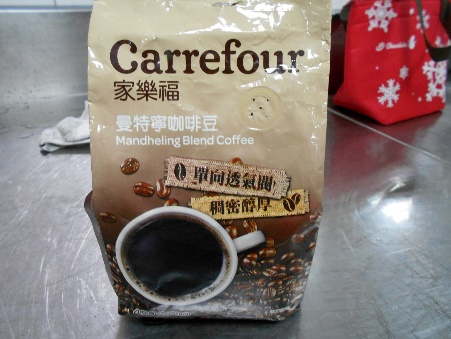 Carrefour
家樂福
曼特寧咖啡豆
Mandheling Blend Coffee
單向透氣閥
稠密醇厚